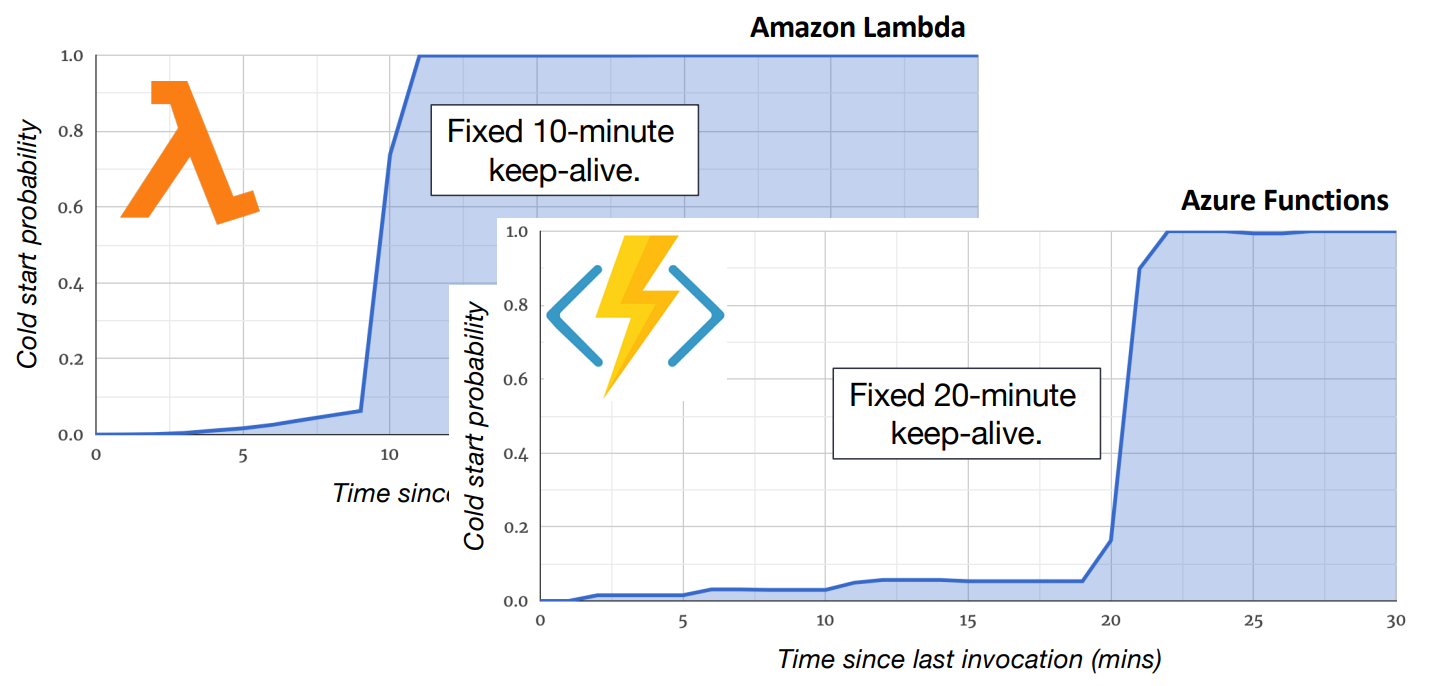 Amazon Lambda
1.0
0.8
0.6
0.4
0.2
0.0
Cold start probability
Fixed 10-minute
keep-alive.
0
5
10
Time since
Azure Functions
1.0
0.8
0.6
0.4
0.2
0.0
Cold start probability
Fixed 20-minute
keep-alive.
0
5
10
15
20
25
30
Time since last invocation (mins)